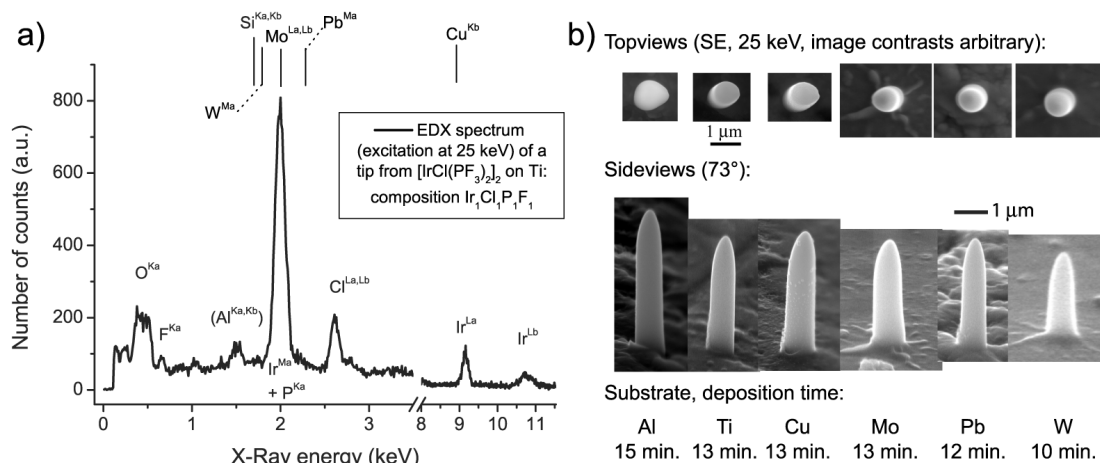 a)
Si^Ka,Kb
Mo^La,Lb
Pb^Ma
Cu^Kb
W^Ma
EDX spectrum
(excitation at 25 keV) of a
tip from [IrCl(PF₃)₂]₂ on Ti:
composition Ir₁Cl₁P₁F₁
Number of counts (a.u.)
800
600
400
200
0
O^Ka
F^Ka
(Al^Ka,Kb)
Cl^La,Lb
Ir^La
Ir^Lb
Ir^Ma
+ P^Ka
0 1 2 3 8 9 10 11
X-Ray energy (keV)
b)
Topviews (SE, 25 keV, image contrasts arbitrary):
1 μm
Sideviews (73°):
1 μm
Substrate, deposition time:
Al Ti Cu Mo Pb W
15 min. 13 min. 13 min. 13 min. 12 min. 10 min.